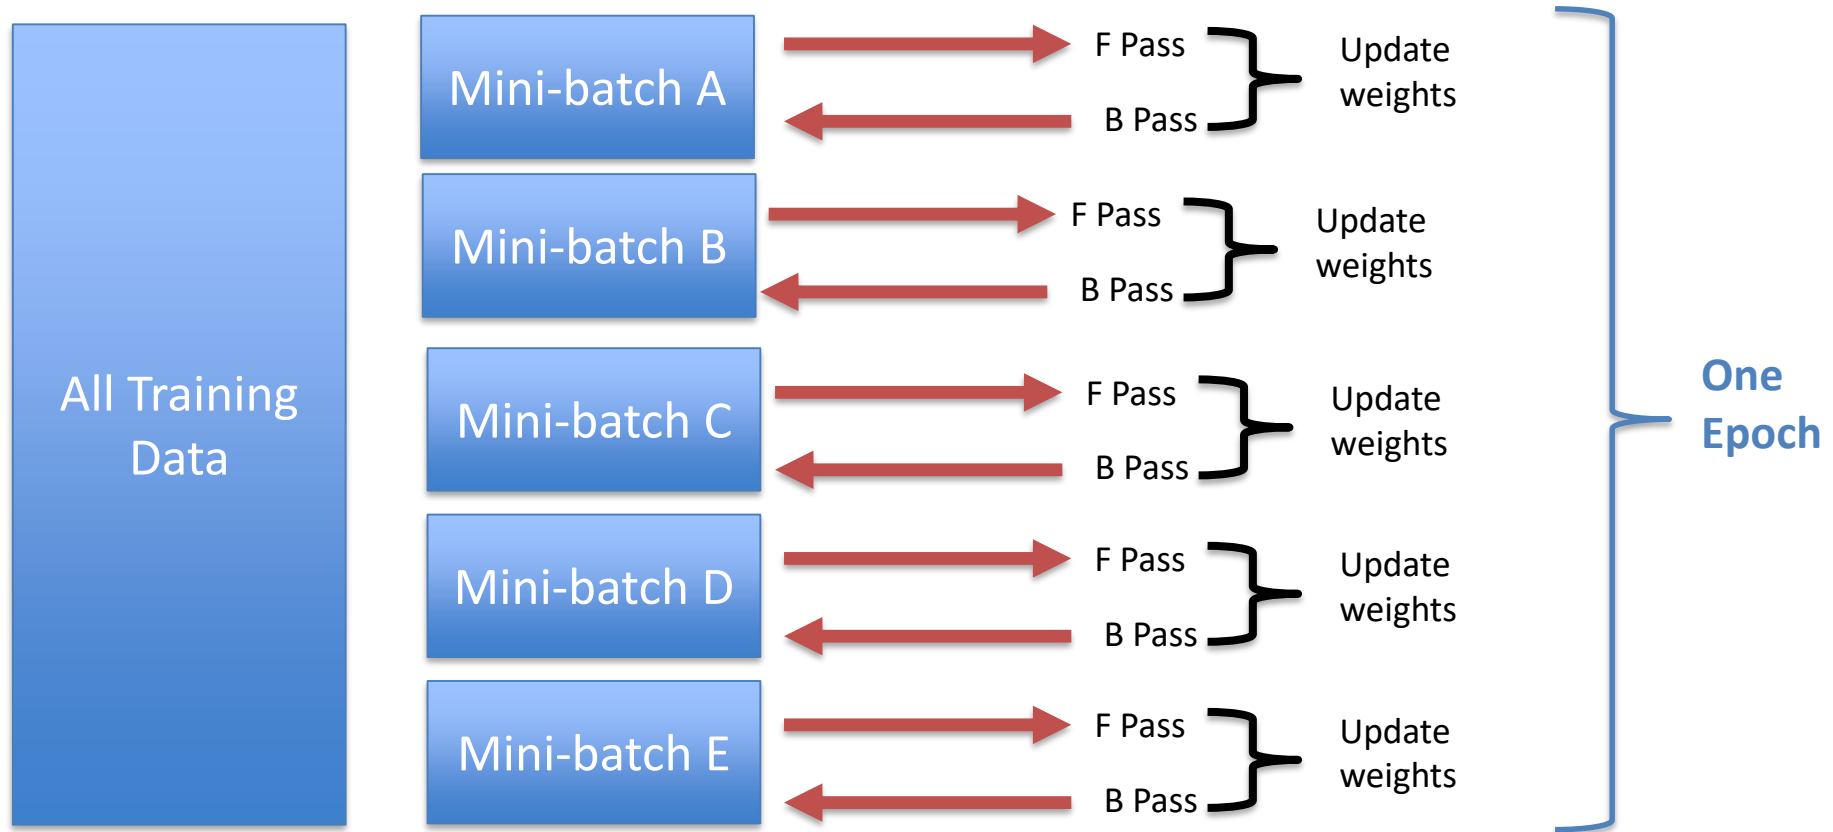 All Training
Data
Mini-batch A
F Pass
B Pass
Update
weights
Mini-batch B
F Pass
B Pass
Update
weights
Mini-batch C
F Pass
B Pass
Update
weights
Mini-batch D
F Pass
B Pass
Update
weights
Mini-batch E
F Pass
B Pass
Update
weights
One
Epoch